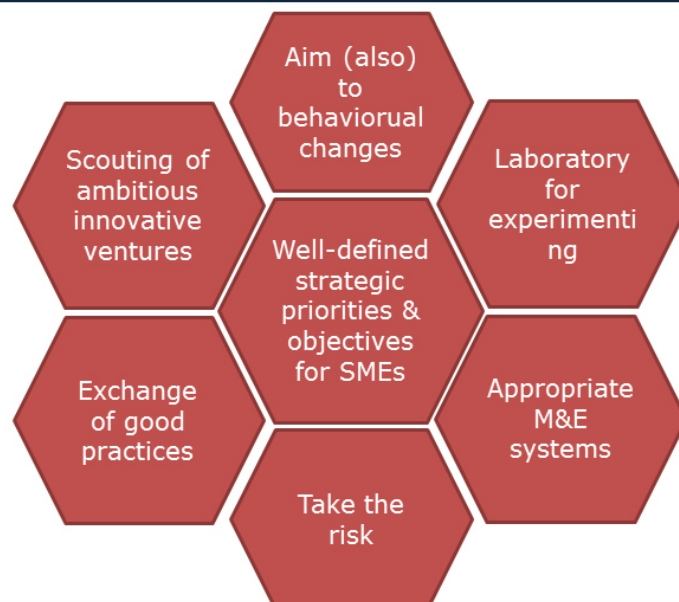 Aim (also)
to
behaviorual
changes
Scouting of
ambitious
innovative
ventures
Laboratory
for
experimenti
ng
Well-defined
strategic
priorities &
objectives
for SMEs
Exchange
of good
practices
Appropriate
M&E
systems
Take the
risk